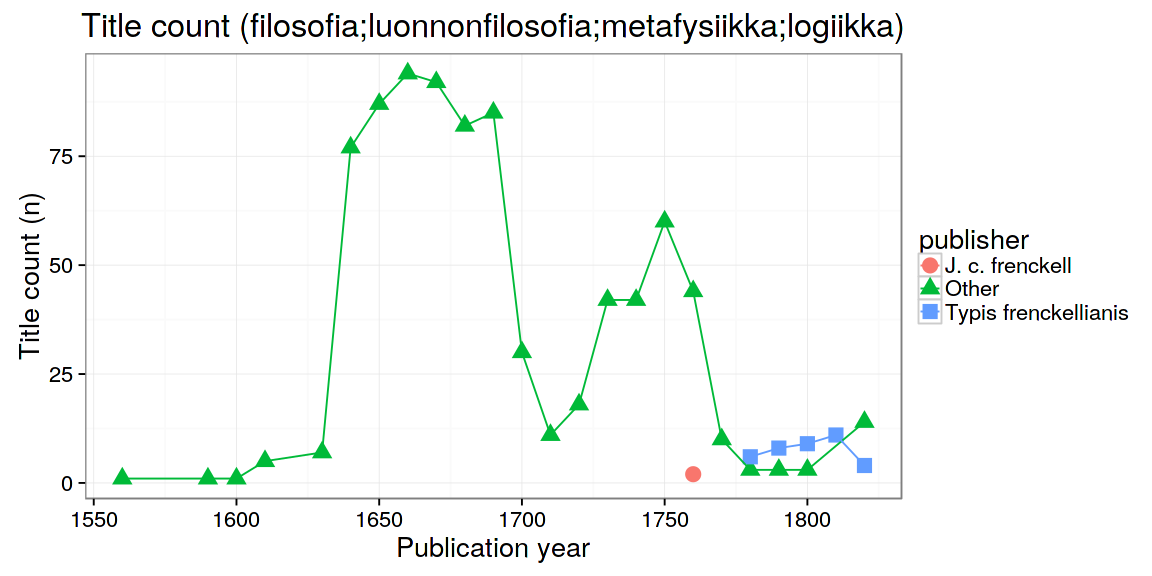 Title count (filosofia;luonnonfilosofia;metafysiikka;logiikka)
Title count (n)
75
50
25
0
1550
1600
1650
1700
1750
1800
Publication year
publisher
J. c. frenckell
Other
Typis frenckellianis